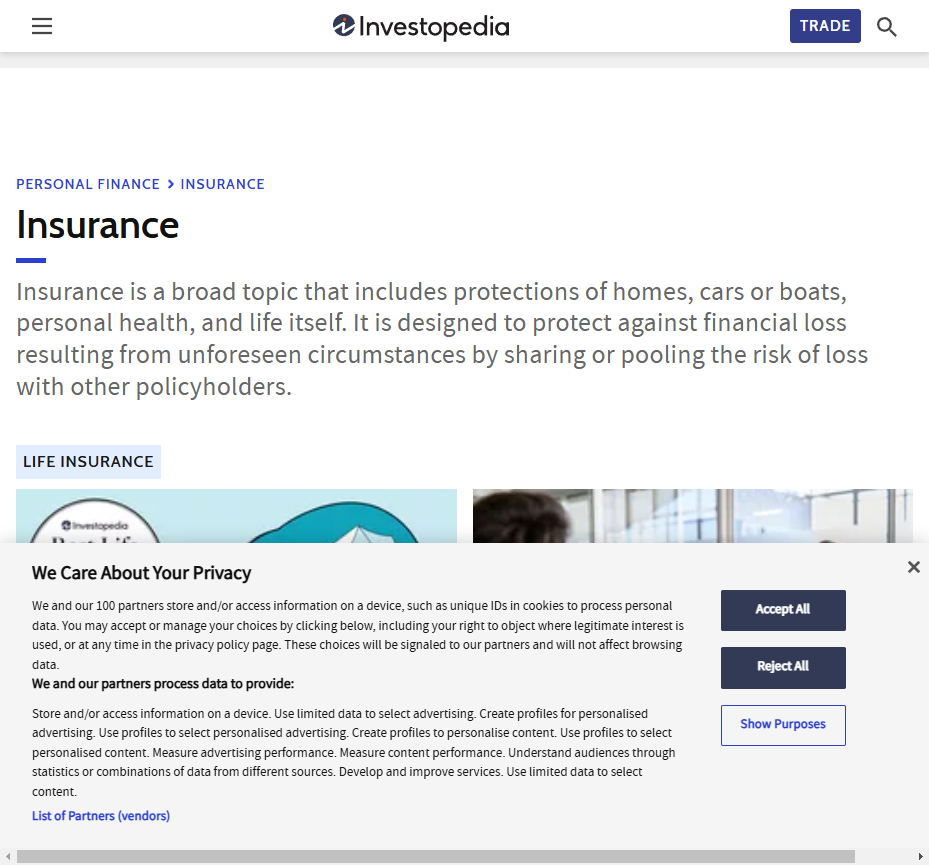 Investopedia
TRADE
PERSONAL FINANCE > INSURANCE
Insurance
Insurance is a broad topic that includes protections of homes, cars or boats,
personal health, and life itself. It is designed to protect against financial loss
resulting from unforeseen circumstances by sharing or pooling the risk of loss
with other policyholders.
LIFE INSURANCE
Investopedia
Best Life
We Care About Your Privacy
We and our 100 partners store and/or access information on a device, such as unique IDs in cookies to process personal
data. You may accept or manage your choices by clicking below, including your right to object where legitimate interest is
used, or at any time in the privacy policy page. These choices will be signaled to our partners and will not affect browsing
data.
We and our partners process data to provide:
Store and/or access information on a device. Use limited data to select advertising. Create profiles for personalised
advertising. Use profiles to select personalised advertising. Create profiles to personalise content. Use profiles to select
personalised content. Measure advertising performance. Measure content performance. Understand audiences through
statistics or combinations of data from different sources. Develop and improve services. Use limited data to select
content.
List of Partners (vendors)
Accept All
Reject All
Show Purposes